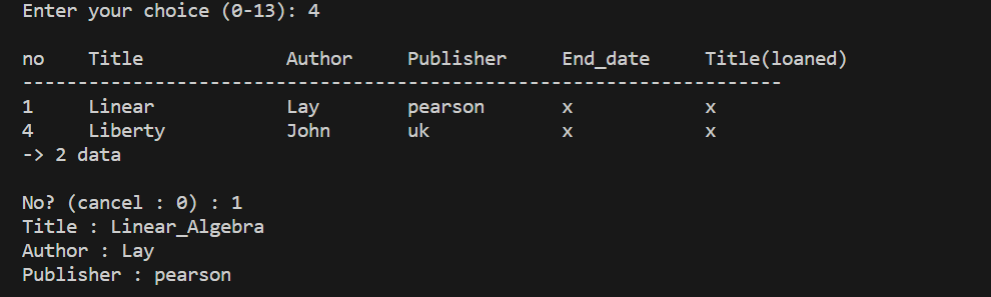 Enter your choice (0-13): 4
no    Title             Author     Publisher     End_date     Title(loaned)
---------------------------------------------------------------------
1     Linear            Lay        pearson       x            x
4     Liberty           John       uk            x            x
-> 2 data
No? (cancel : 0) : 1
Title : Linear_Algebra
Author : Lay
Publisher : pearson